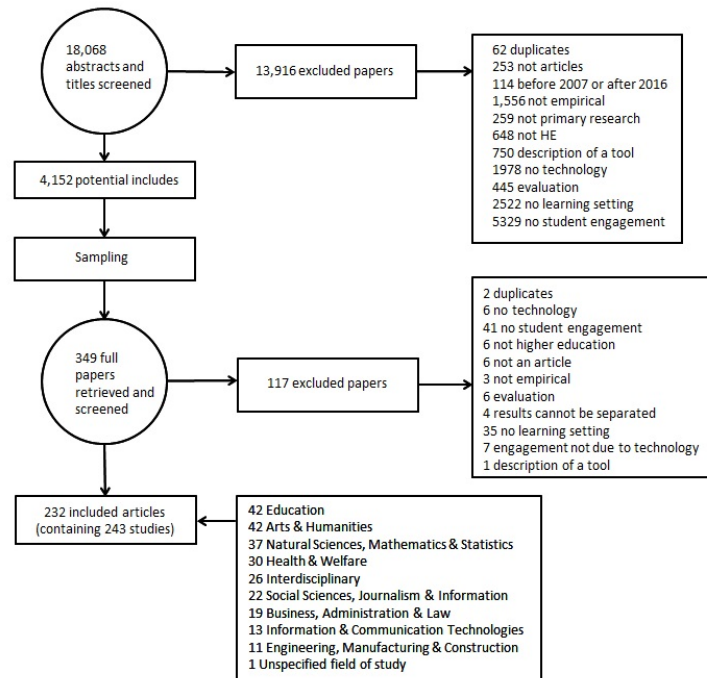 18,068
abstracts and
titles screened
13,916 excluded papers
62 duplicates
253 not articles
114 before 2007 or after 2016
1,556 not empirical
259 not primary research
648 not HE
750 description of a tool
1978 no technology
445 evaluation
2522 no learning setting
5329 no student engagement
4,152 potential includes
Sampling
349 full
papers
retrieved and
screened
117 excluded papers
2 duplicates
6 no technology
41 no student engagement
6 not higher education
6 not an article
3 not empirical
6 evaluation
4 results cannot be separated
35 no learning setting
7 engagement not due to technology
1 description of a tool
232 included articles
(containing 243 studies)
42 Education
42 Arts & Humanities
37 Natural Sciences, Mathematics & Statistics
30 Health & Welfare
26 Interdisciplinary
22 Social Sciences, Journalism & Information
19 Business, Administration & Law
13 Information & Communication Technologies
11 Engineering, Manufacturing & Construction
1 Unspecified field of study